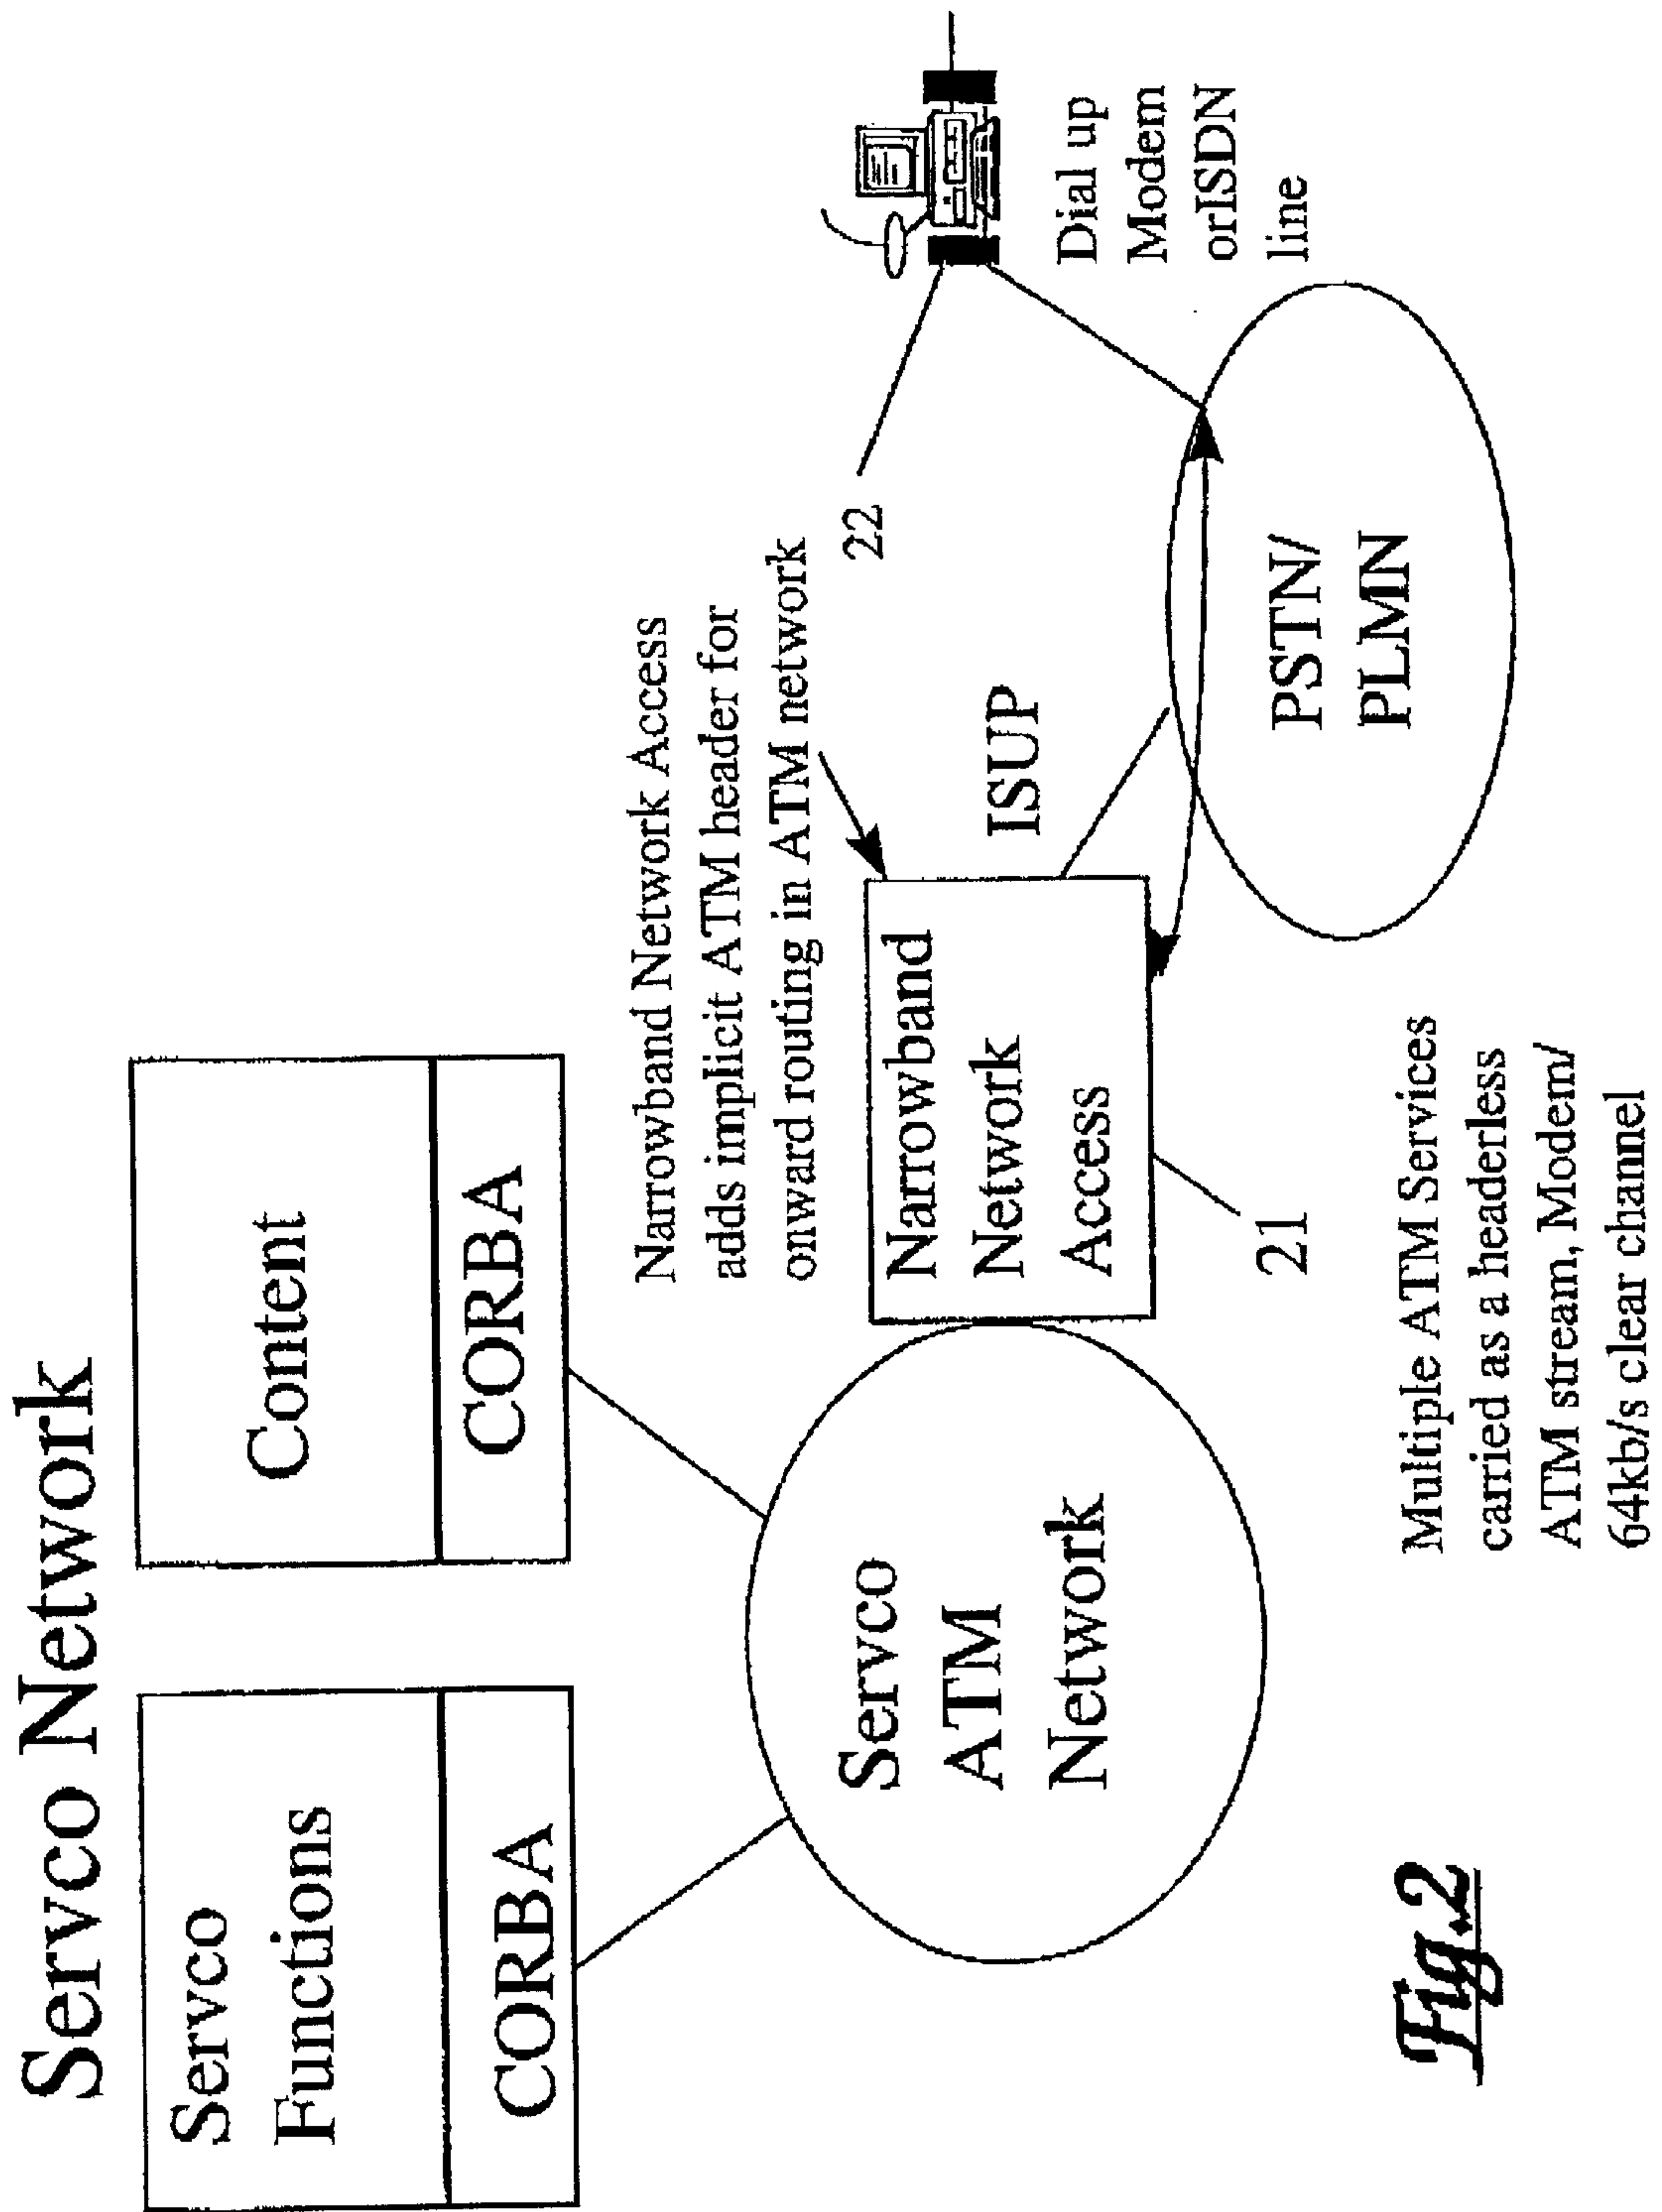 Servco Network
Servco
Functions
CORBA
Content
CORBA
Servco
ATM
Network
Narrowband Network Access
adds implicit ATM header for
onward routing in ATM network
Narrowband
Network
Access
21
ISUP
22
PSTN/
PLMN
Dial up
Modem
orISDN
line
Multiple ATM Services
carried as a headerless
ATM stream, Modem/
64kb/s clear channel
Fig.2